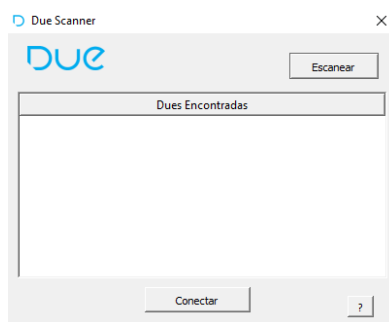 Due Scanner
Due
Escanear
Dues Encontradas
Conectar
?